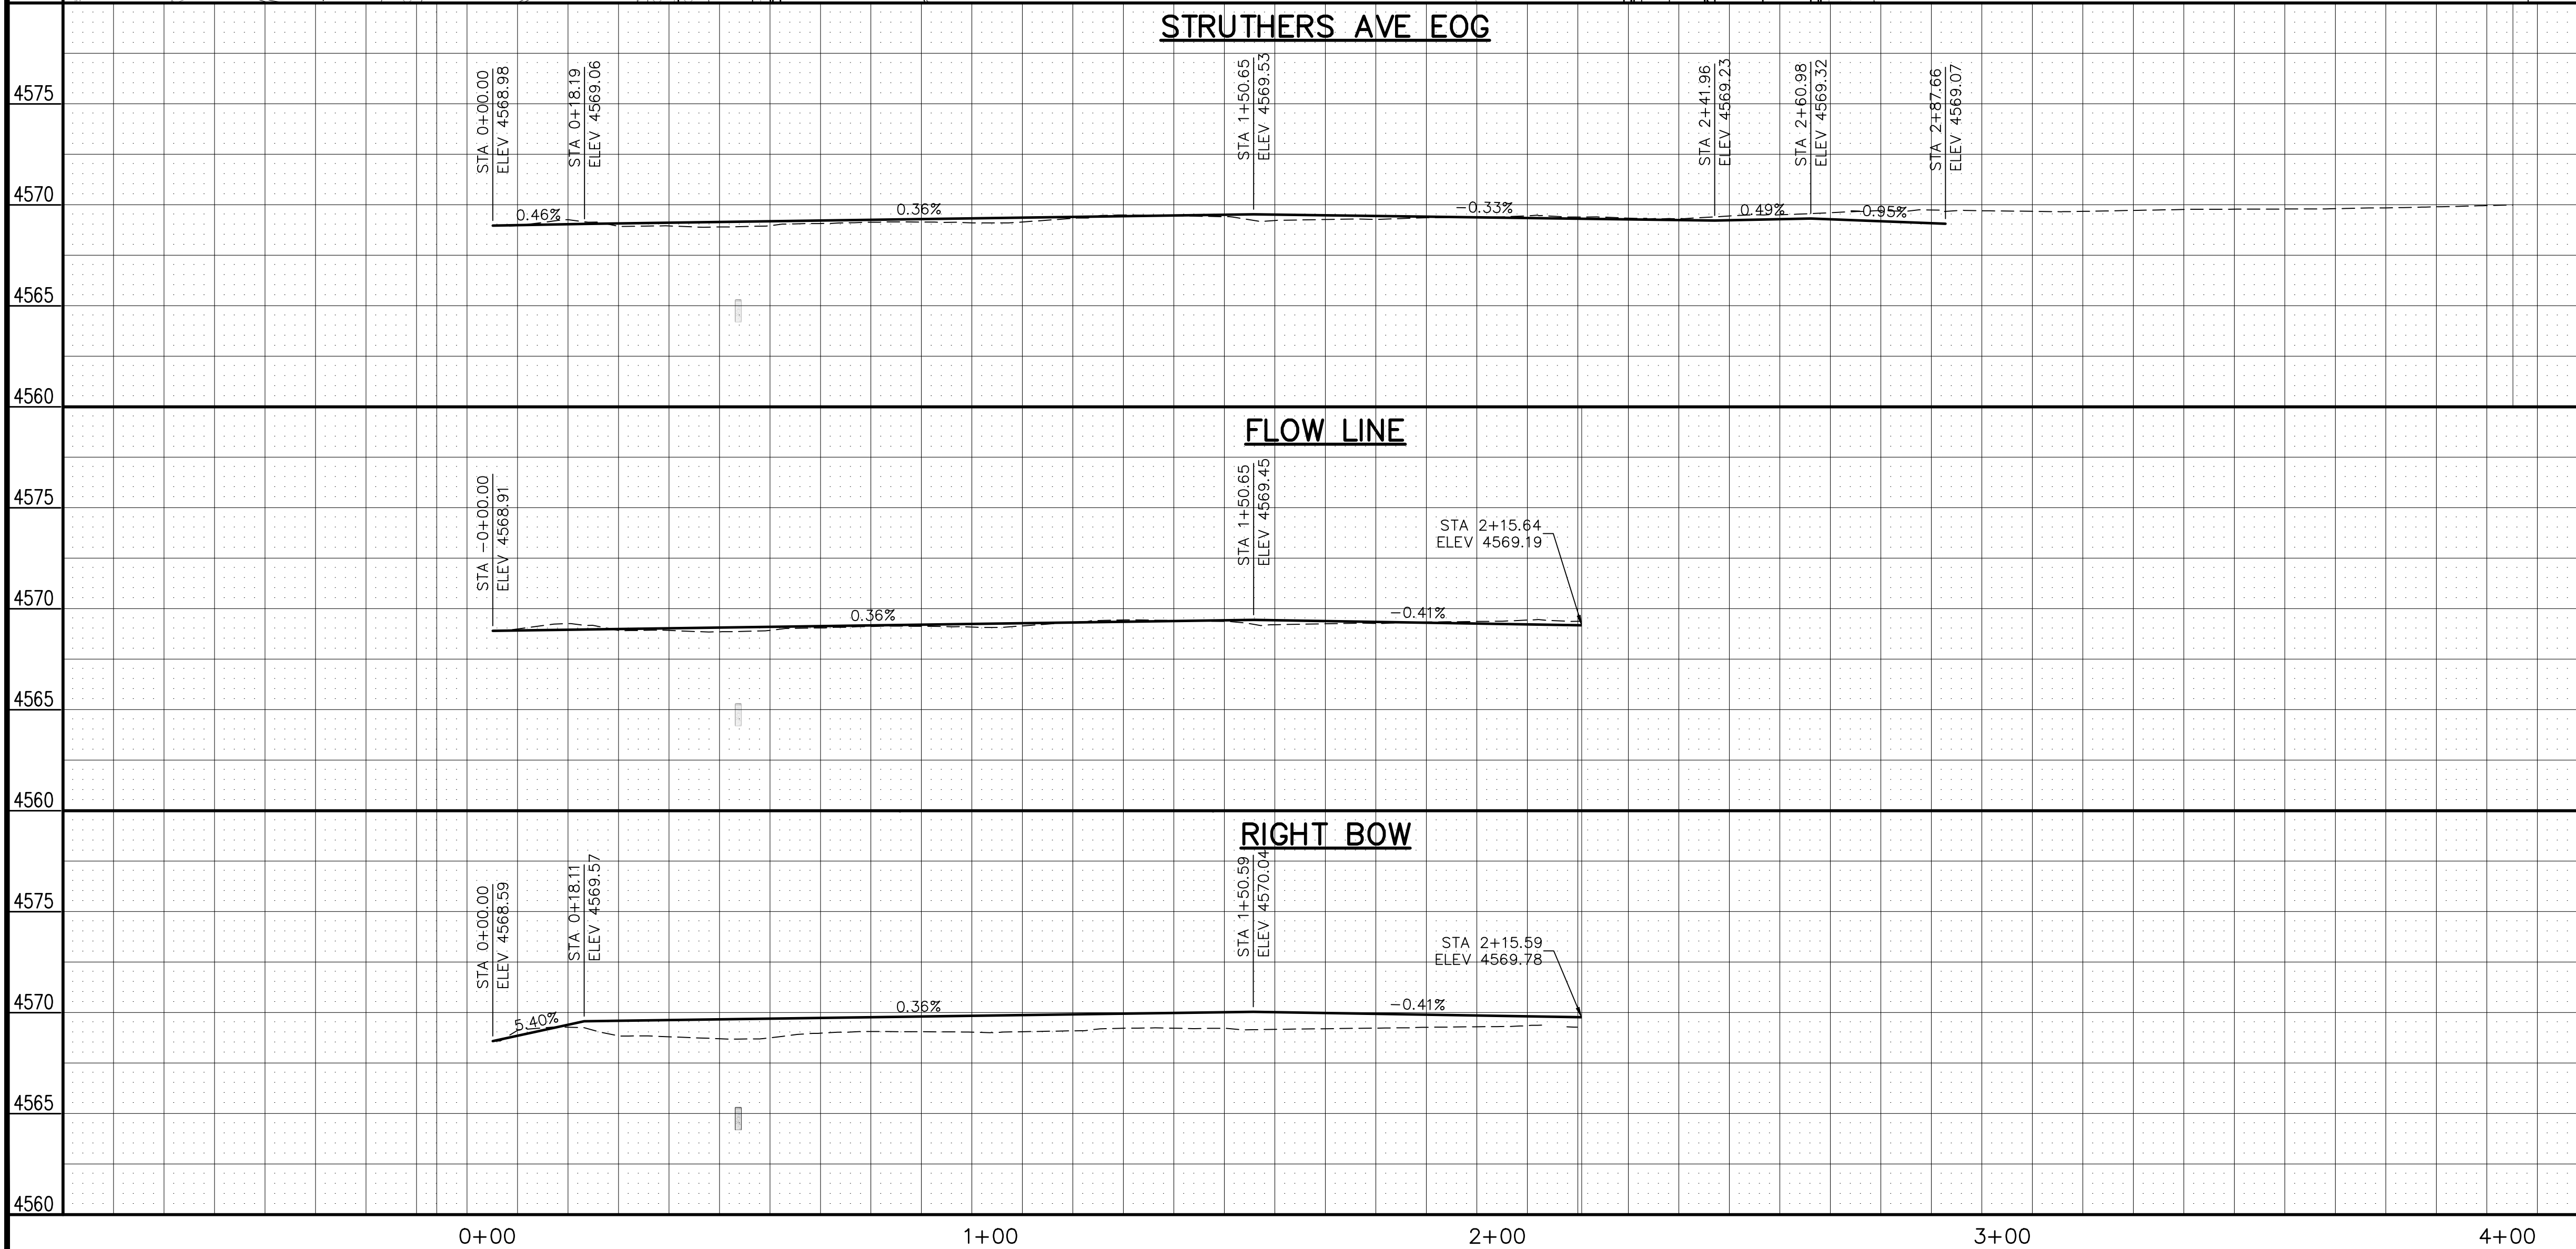 STRUTHERS AVE EOG
STA 0+00.00
ELEV 4568.98
STA 0+18.19
ELEV 4569.06
STA 1+50.65
ELEV 4569.53
STA 2+41.96
ELEV 4569.23
STA 2+60.98
ELEV 4569.32
STA 2+87.66
ELEV 4569.07
0.46%
0.36%
-0.33%
0.49%
-0.95%
4575
4570
4565
4560
FLOW LINE
STA -0+00.00
ELEV 4568.91
STA 1+50.65
ELEV 4569.45
STA 2+15.64
ELEV 4569.19
0.36%
-0.41%
4575
4570
4565
4560
RIGHT BOW
STA 0+00.00
ELEV 4568.59
STA 0+18.11
ELEV 4569.57
STA 1+50.59
ELEV 4570.04
STA 2+15.59
ELEV 4569.78
5.40%
0.36%
-0.41%
4575
4570
4565
4560
0+00 1+00 2+00 3+00 4+00